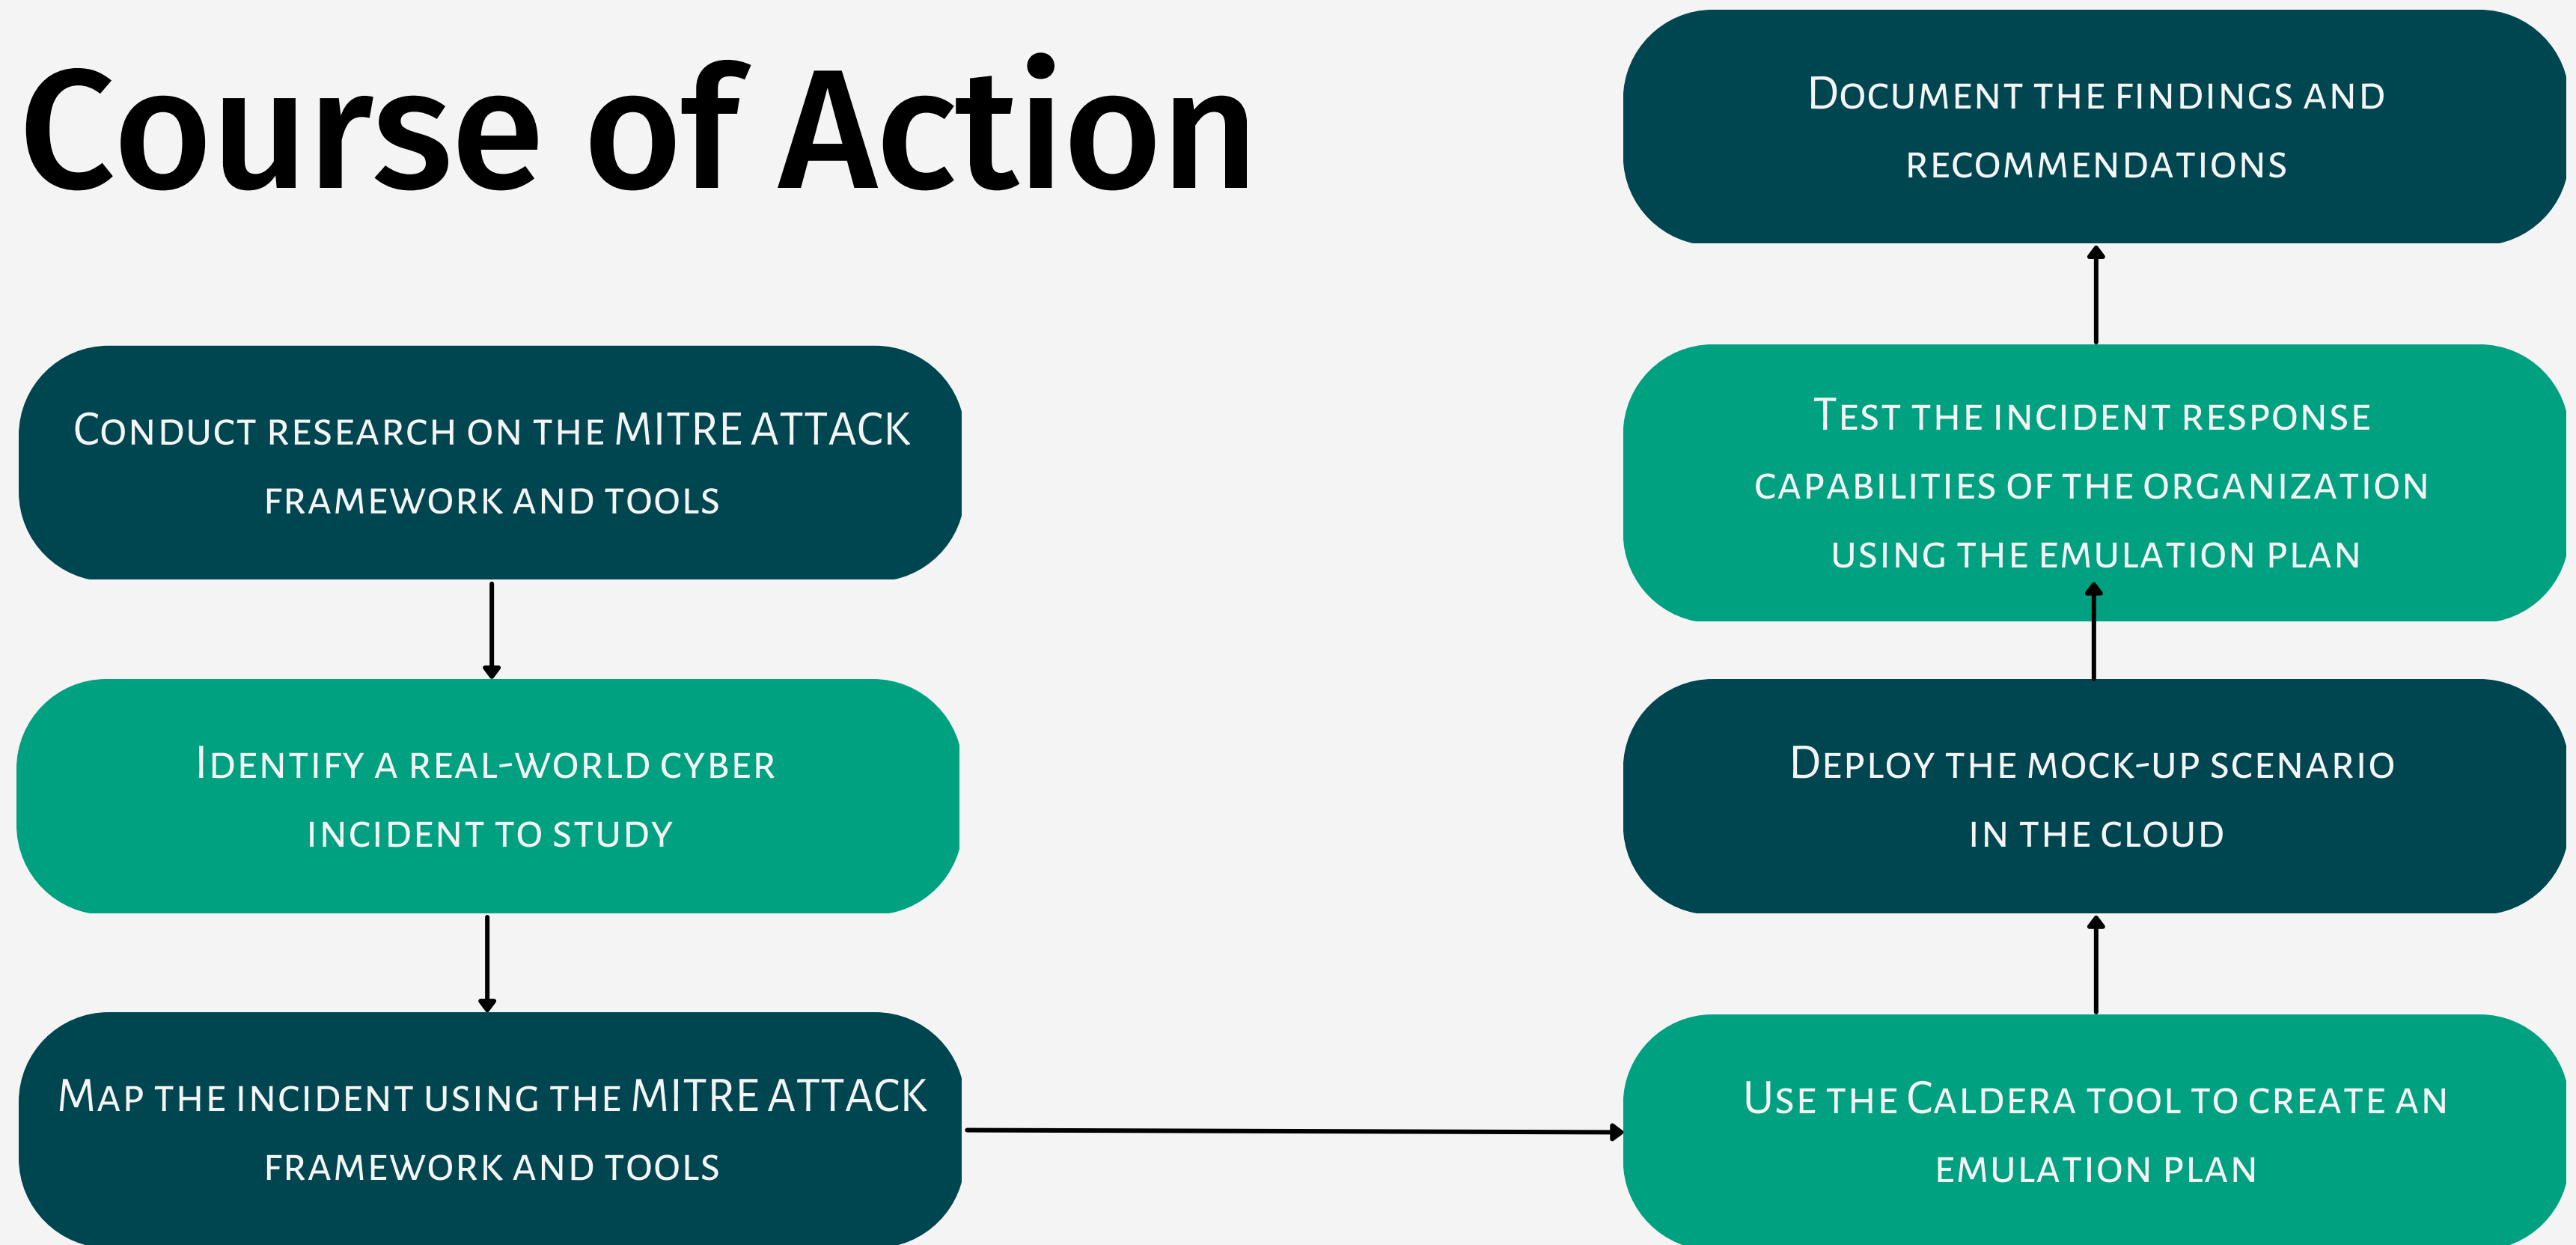 Course of Action
Conduct research on the MITRE ATTACK
framework and tools
Identify a real-world cyber
incident to study
Map the incident using the MITRE ATTACK
framework and tools
Use the Caldera tool to create an
emulation plan
Deploy the mock-up scenario
in the cloud
Test the incident response
capabilities of the organization
using the emulation plan
Document the findings and
recommendations